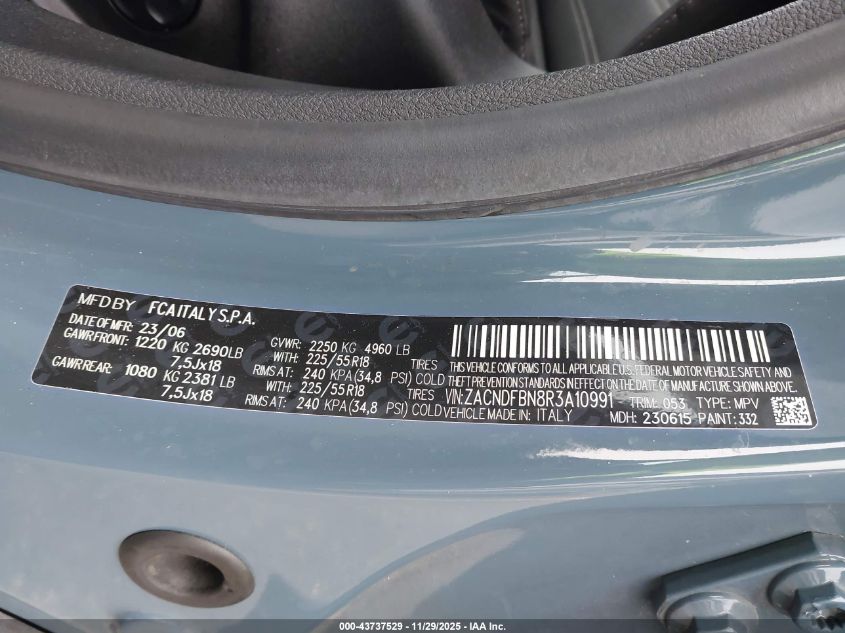 MFD BY FCA ITALY S.P.A.
DATE OF MFR: 23/06
GAWR FRONT: 1220 KG 2690LB
7,5Jx18
GAWR REAR: 1080 KG 2381 LB
7,5Jx18
GVWR: 2250 KG 4960 LB
WITH: 225/55R18 TIRES
RIMS AT: 240 KPA(34,8 PSI) COLD
WITH: 225/55R18 TIRES
RIMS AT: 240 KPA(34,8 PSI) COLD
THIS VEHICLE CONFORMS TO ALL APPLICABLE U.S. FEDERAL MOTOR VEHICLE SAFETY AND
THEFT PREVENTION STANDARDS IN EFFECT ON THE DATE OF MANUFACTURE SHOWN ABOVE
VIN: ZACNDFBN8R3A10991 TRIM: 053 TYPE: MPV
VEHICLE MADE IN: ITALY MDH: 230615 PAINT: 332
000-43737529 - 11/29/2025 - IAA Inc.